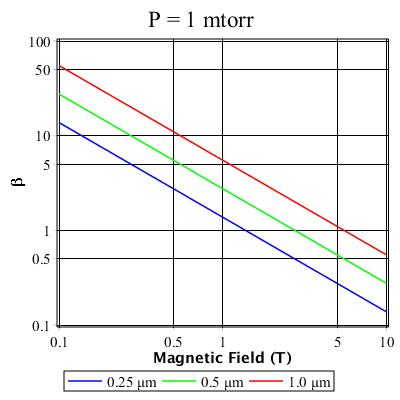 P = 1 mtorr
100
50
10
5
1
0.5
0.1
β
0.1 0.5 1 5 10
Magnetic Field (T)
0.25 μm 0.5 μm 1.0 μm